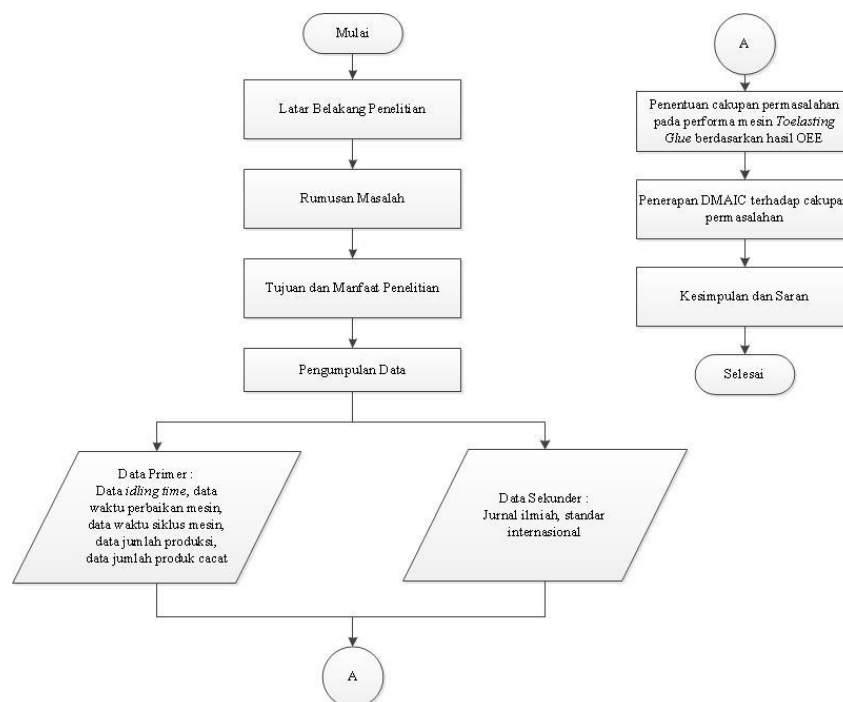 Mulai
Latar Belakang Penelitian
Rumusan Masalah
Tujuan dan Manfaat Penelitian
Pengumpulan Data
Data Primer :
Data idling time, data
waktu perbaikan mesin,
data waktu siklus mesin,
data jumlah produksi,
data jumlah produk cacat
Data Sekunder :
Jurnal ilmiah, standar
internasional
A
A
Penentuan cakupan permasalahan
pada performa mesin Toelasting
Glue berdasarkan hasil OEE
Penerapan DMAIC terhadap cakupan
permasalahan
Kesimpulan dan Saran
Selesai